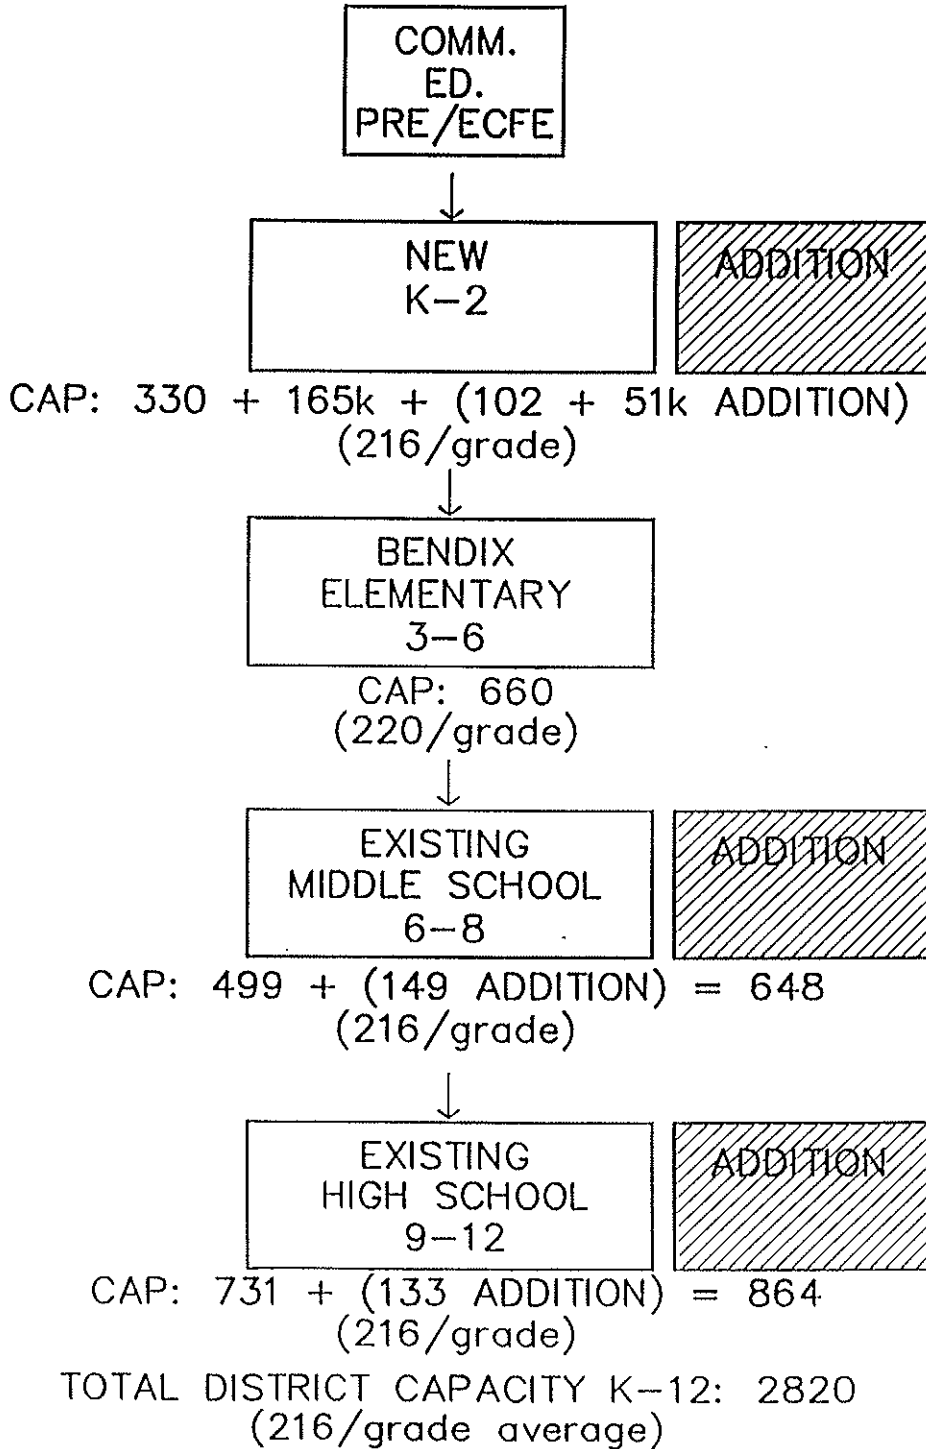 COMM.
ED.
PRE/ECFE
NEW
K-2
ADDITION
CAP: 330 + 165k + (102 + 51k ADDITION)
(216/grade)
BENDIX
ELEMENTARY
3-6
CAP: 660
(220/grade)
EXISTING
MIDDLE SCHOOL
6-8
ADDITION
CAP: 499 + (149 ADDITION) = 648
(216/grade)
EXISTING
HIGH SCHOOL
9-12
ADDITION
CAP: 731 + (133 ADDITION) = 864
(216/grade)
TOTAL DISTRICT CAPACITY K-12: 2820
(216/grade average)